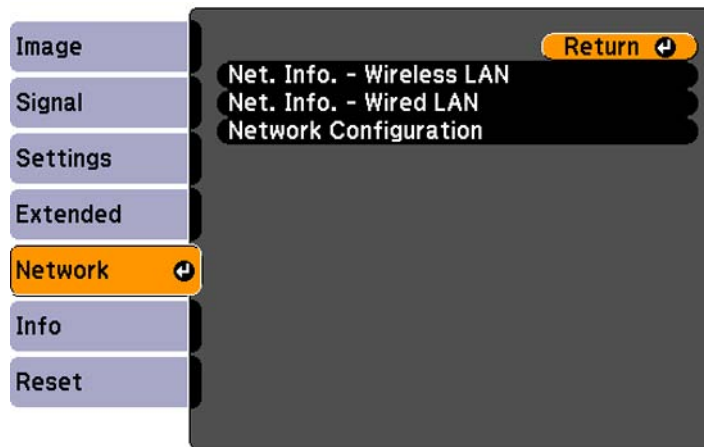 Image
Signal
Settings
Extended
Network
Info
Reset
Return
Net. Info. - Wireless LAN
Net. Info. - Wired LAN
Network Configuration